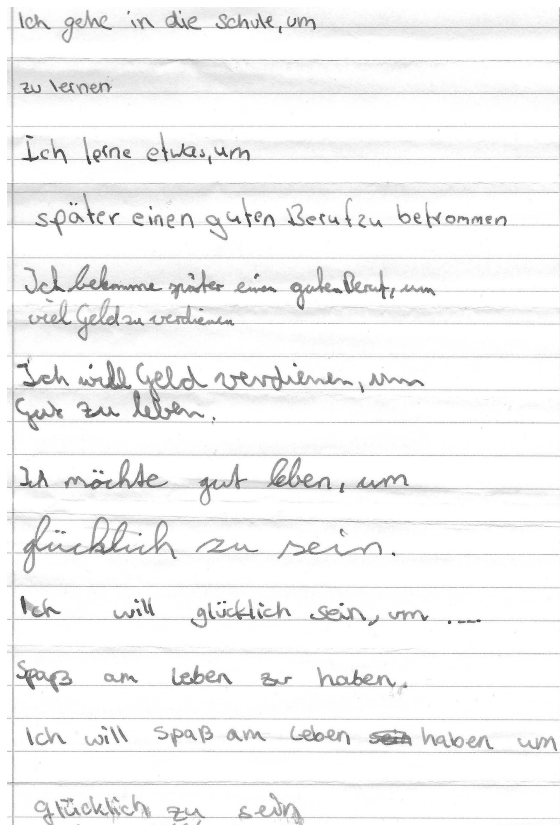 Ich gehe in die Schule, um
zu lernen
Ich lerne etwas, um
später einen guten Beruf zu bekommen
Ich bekomme später einen guten Beruf, um
viel Geld zu verdienen
Ich will Geld verdienen, um
Gut zu leben.
Ich möchte gut leben, um
glücklich zu sein.
Ich will glücklich sein, um ....
Spaß am Leben zu haben.
Ich will Spaß am Leben haben um
glücklich zu sein